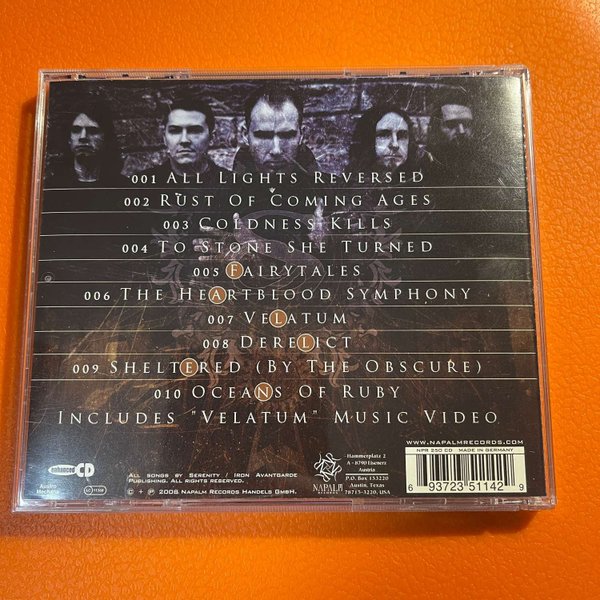 001 ALL LIGHTS REVERSED
002 RUST OF COMING AGES
003 COLDNESS KILLS
004 TO STONE SHE TURNED
005 FAIRYTALES
006 THE HEARTBLOOD SYMPHONY
007 VELATUM
008 DERELICT
009 SHELTERED (BY THE OBSCURE)
010 OCEANS OF RUBY
INCLUDES "VELATUM" MUSIC VIDEO
WWW.NAPALMRECORDS.COM
NPR 250 CD MADE IN GERMANY
6 93723 51142 9
enhanced CD
Austro
Mechana
ALL SONGS BY SERENITY / IRON AVANTGARDE
PUBLISHING. ALL RIGHTS RESERVED.
© + ℗ 2008 NAPALM RECORDS HANDELS GMBH.
NAPALM
RECORDS
Hammerplatz 2
A - 8790 Eisenerz
Austria
P.O. Box 153220
Austin, Texas
78715-3220, USA